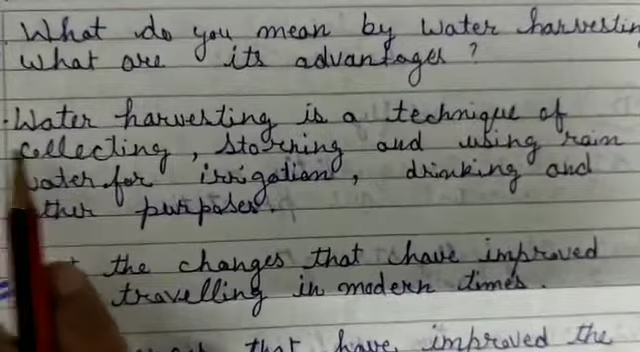 What do you mean by water
What are its advantages?
Water harvesting is a technique of
collecting, storing and using rain
water for irrigation, drinking and
purposes.
the changes that have improved
travelling in modern times.
that have improved the